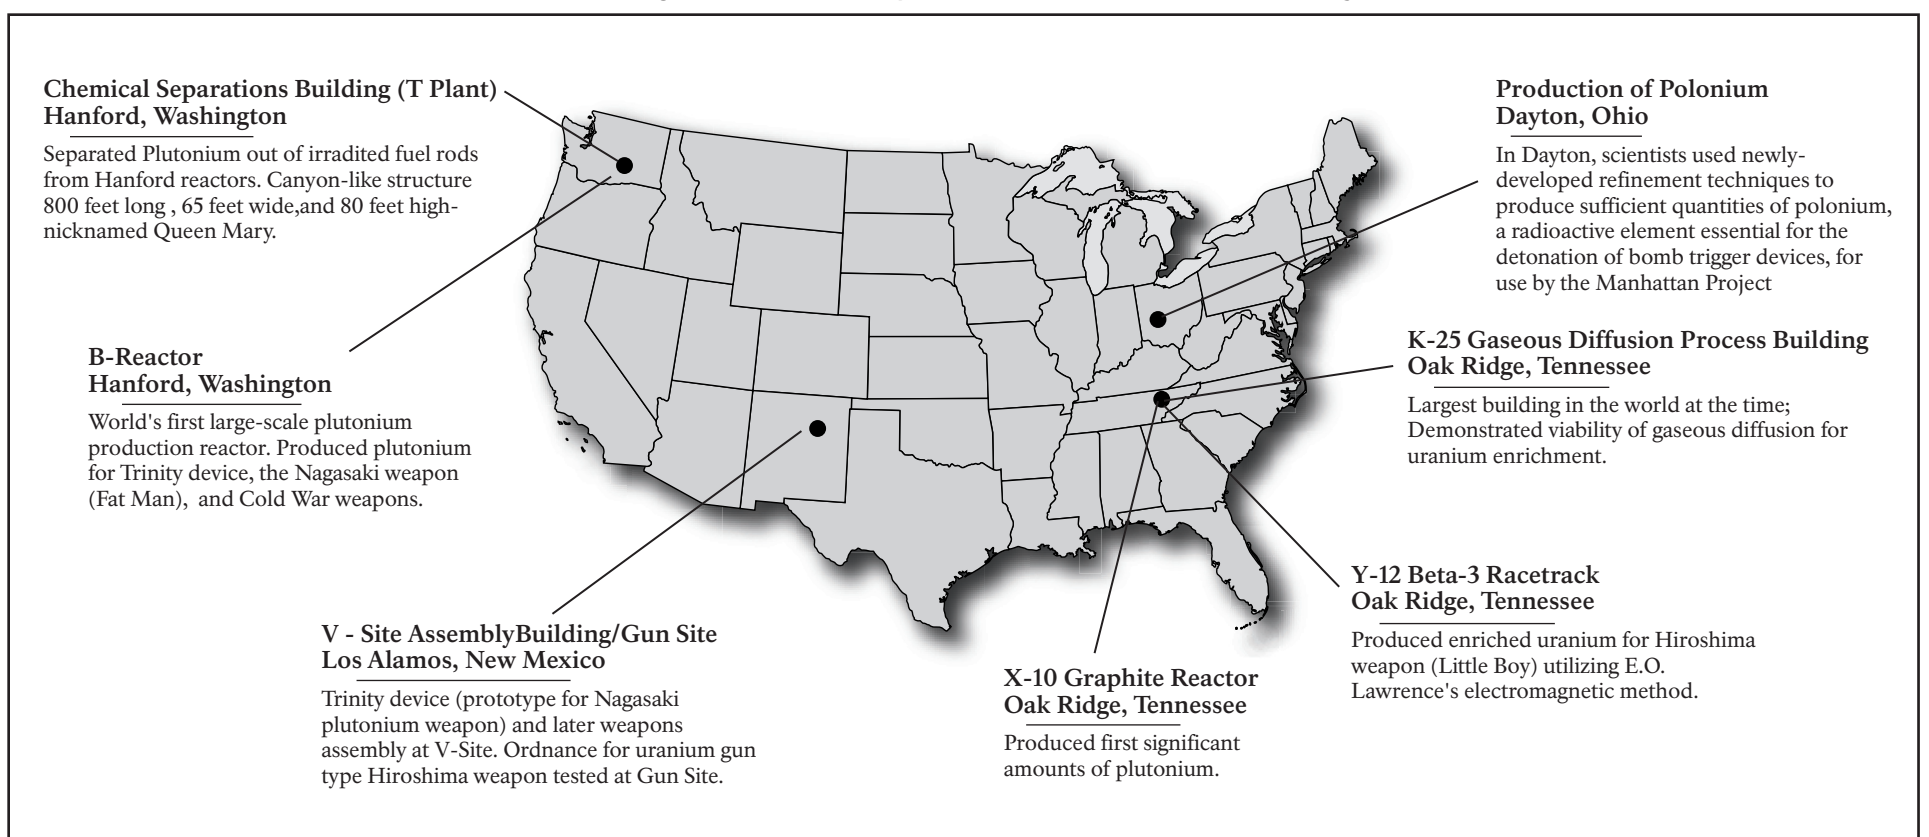 Chemical Separations Building (T Plant)
Hanford, Washington
Separated Plutonium out of irradited fuel rods
from Hanford reactors. Canyon-like structure
800 feet long , 65 feet wide,and 80 feet high-
nicknamed Queen Mary.
B-Reactor
Hanford, Washington
World's first large-scale plutonium
production reactor. Produced plutonium
for Trinity device, the Nagasaki weapon
(Fat Man),  and Cold War weapons.
V - Site AssemblyBuilding/Gun Site
Los Alamos, New Mexico
Trinity device (prototype for Nagasaki
plutonium weapon) and later weapons
assembly at V-Site. Ordnance for uranium gun
type Hiroshima weapon tested at Gun Site.
X-10 Graphite Reactor
Oak Ridge, Tennessee
Produced first significant
amounts of plutonium.
Y-12 Beta-3 Racetrack
Oak Ridge, Tennessee
Produced enriched uranium for Hiroshima
weapon (Little Boy) utilizing E.O.
Lawrence's electromagnetic method.
K-25 Gaseous Diffusion Process Building
Oak Ridge, Tennessee
Largest building in the world at the time;
Demonstrated viability of gaseous diffusion for
uranium enrichment.
Production of Polonium
Dayton, Ohio
In Dayton, scientists used newly-
developed refinement techniques to
produce sufficient quantities of polonium,
a radioactive element essential for the
detonation of bomb trigger devices, for
use by the Manhattan Project